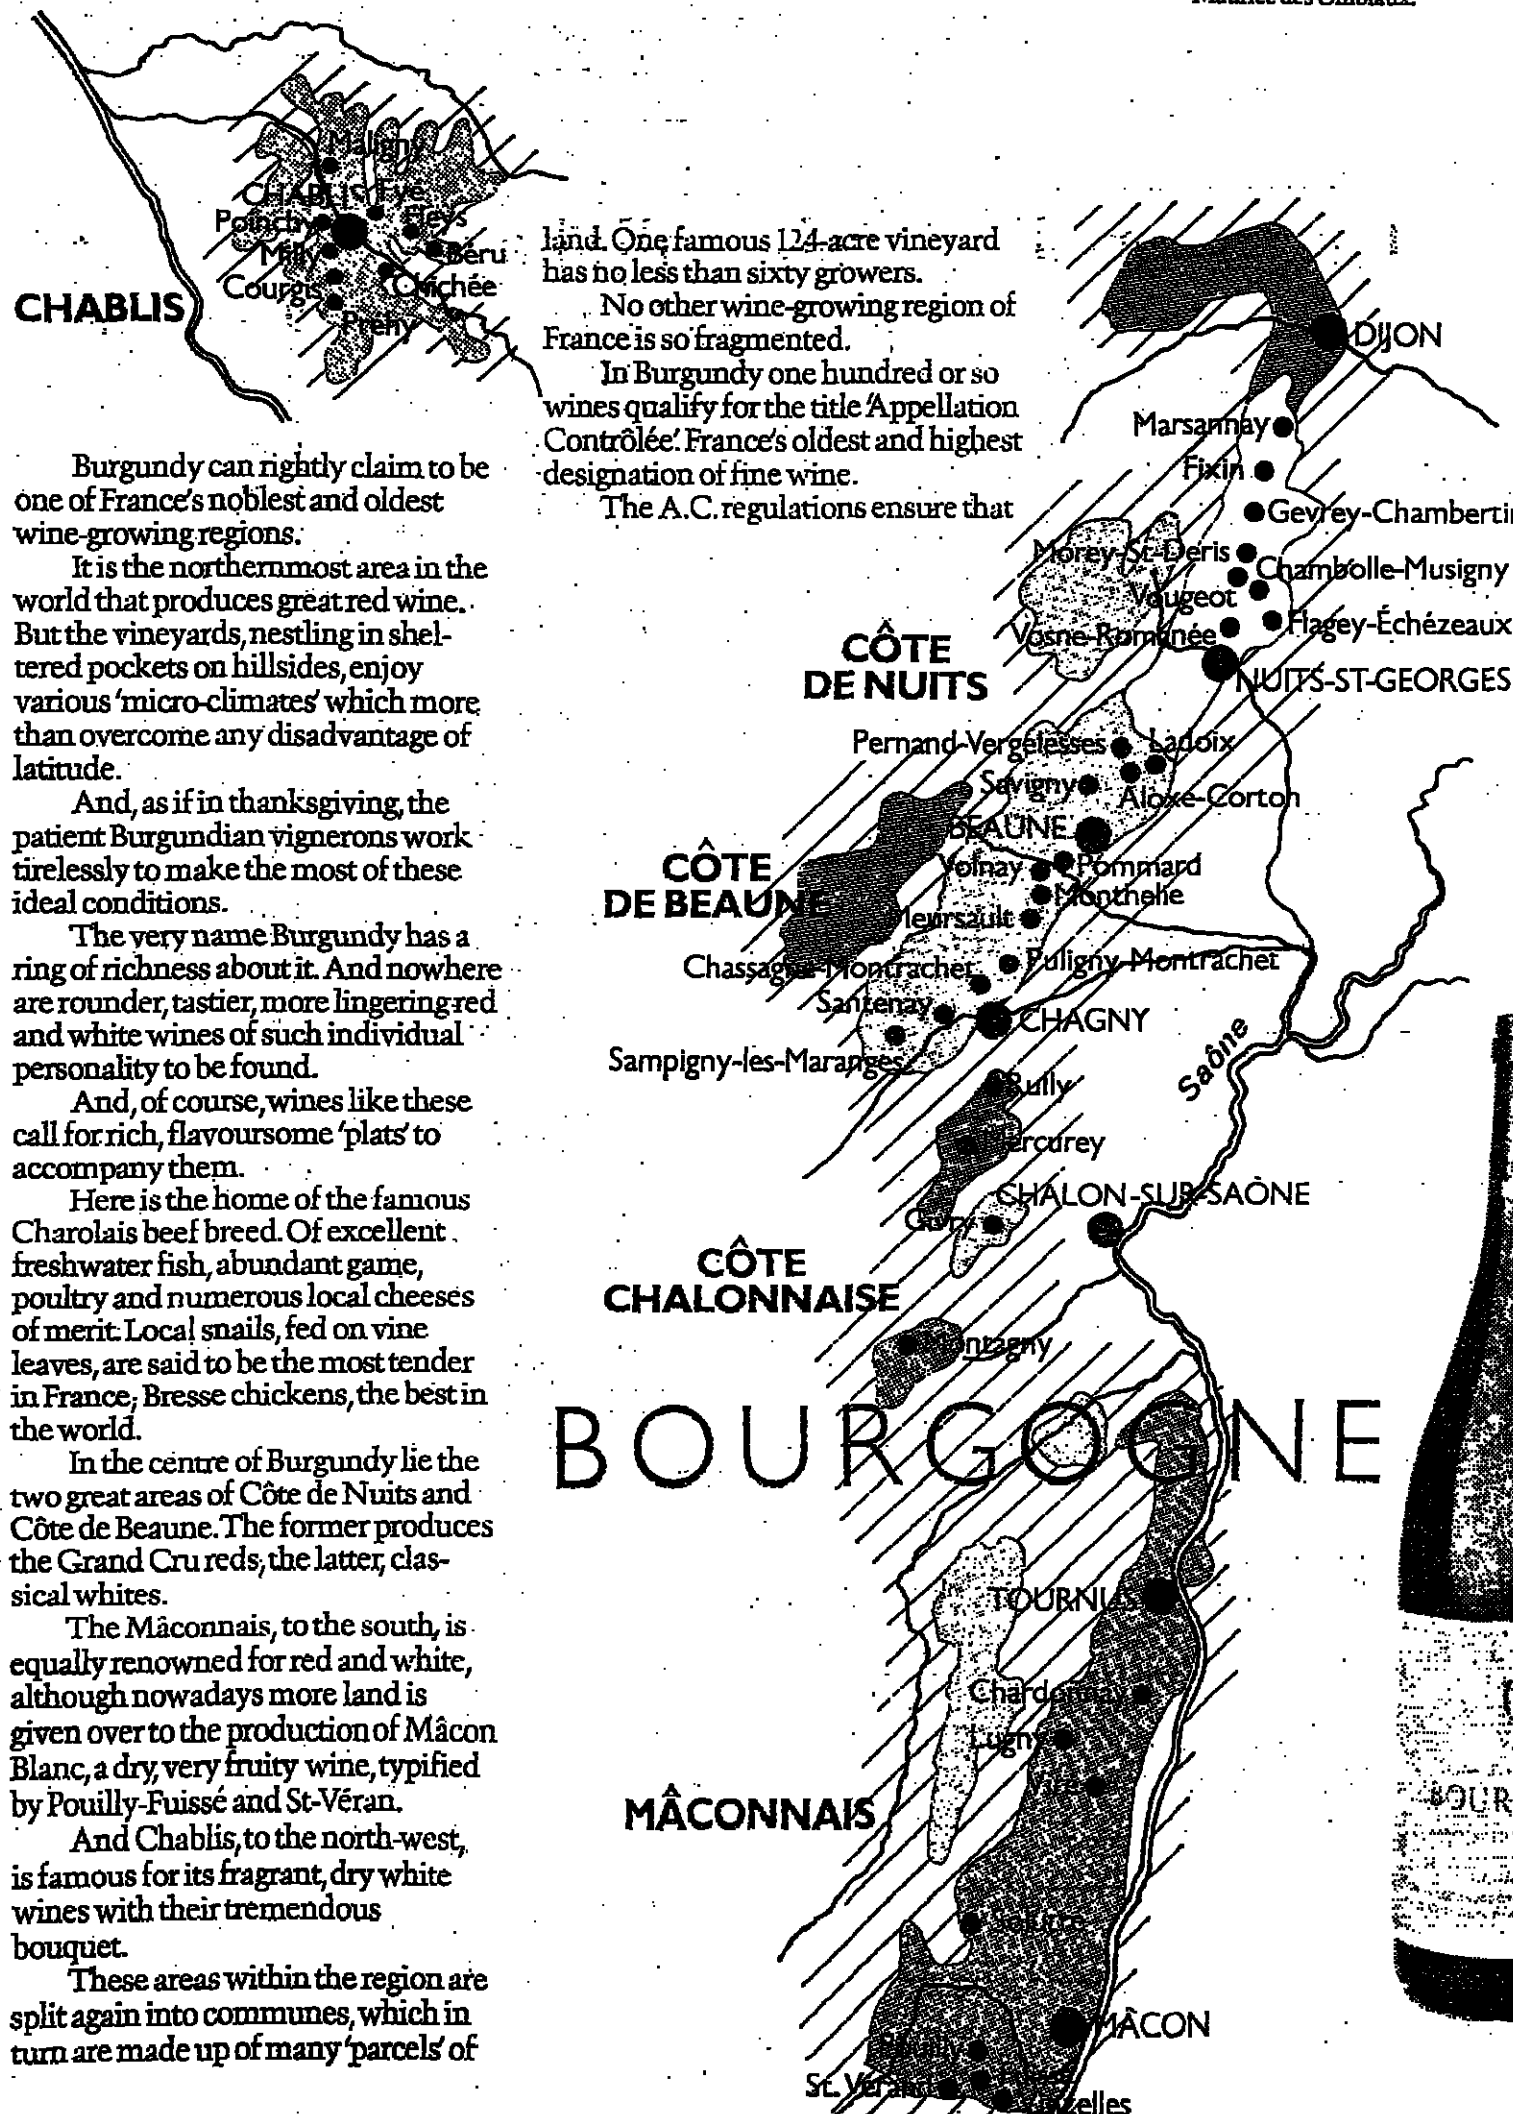 Maligny
CHABLIS
Fyé
Poinchy
Fleys
Milly
Béru
Courgis
Chichée
Préhy
CHABLIS
Burgundy can rightly claim to be
one of France's noblest and oldest
wine-growing regions.
It is the northernmost area in the
world that produces great red wine.
But the vineyards, nestling in shel-
tered pockets on hillsides, enjoy
various 'micro-climates' which more
than overcome any disadvantage of
latitude.
And, as if in thanksgiving, the
patient Burgundian vignerons work
tirelessly to make the most of these
ideal conditions.
The very name Burgundy has a
ring of richness about it. And nowhere
are rounder, tastier, more lingering red
and white wines of such individual
personality to be found.
And, of course, wines like these
call for rich, flavoursome 'plats' to
accompany them.
Here is the home of the famous
Charolais beef breed. Of excellent
freshwater fish, abundant game,
poultry and numerous local cheeses
of merit. Local snails, fed on vine
leaves, are said to be the most tender
in France; Bresse chickens, the best in
the world.
In the centre of Burgundy lie the
two great areas of Côte de Nuits and
Côte de Beaune. The former produces
the Grand Cru reds; the latter, clas-
sical whites.
The Mâconnais, to the south, is
equally renowned for red and white,
although nowadays more land is
given over to the production of Mâcon
Blanc, a dry, very fruity wine, typified
by Pouilly-Fuissé and St-Véran.
And Chablis, to the north-west,
is famous for its fragrant, dry white
wines with their tremendous
bouquet.
These areas within the region are
split again into communes, which in
turn are made up of many 'parcels' of
land. One famous 124-acre vineyard
has no less than sixty growers.
No other wine-growing region of
France is so fragmented.
In Burgundy one hundred or so
wines qualify for the title 'Appellation
Contrôlée'. France's oldest and highest
designation of fine wine.
The A.C. regulations ensure that
DIJON
Marsannay
Fixin
Gevrey-Chambertin
Morey-St-Deris
Chambolle-Musigny
Vougeot
Flagey-Échézeaux
Vosne-Romanée
CÔTE
DE NUITS
NUITS-ST-GEORGES
Pernand-Vergelesses
Ladoix
Savigny
Aloxe-Corton
BEAUNE
CÔTE
DE BEAUNE
Volnay
Pommard
Monthelie
Meursault
Chassagne-Montrachet
Puligny-Montrachet
Santenay
CHAGNY
Sampigny-les-Maranges
Saône
Rully
Mercurey
CHALON-SUR-SAÔNE
Givry
CÔTE
CHALONNAISE
Montagny
BOURGOGNE
TOURNUS
Chardonnay
Lugny
Viré
MÂCONNAIS
BOUR
Solutré
MÂCON
Pouilly
St. Vérand